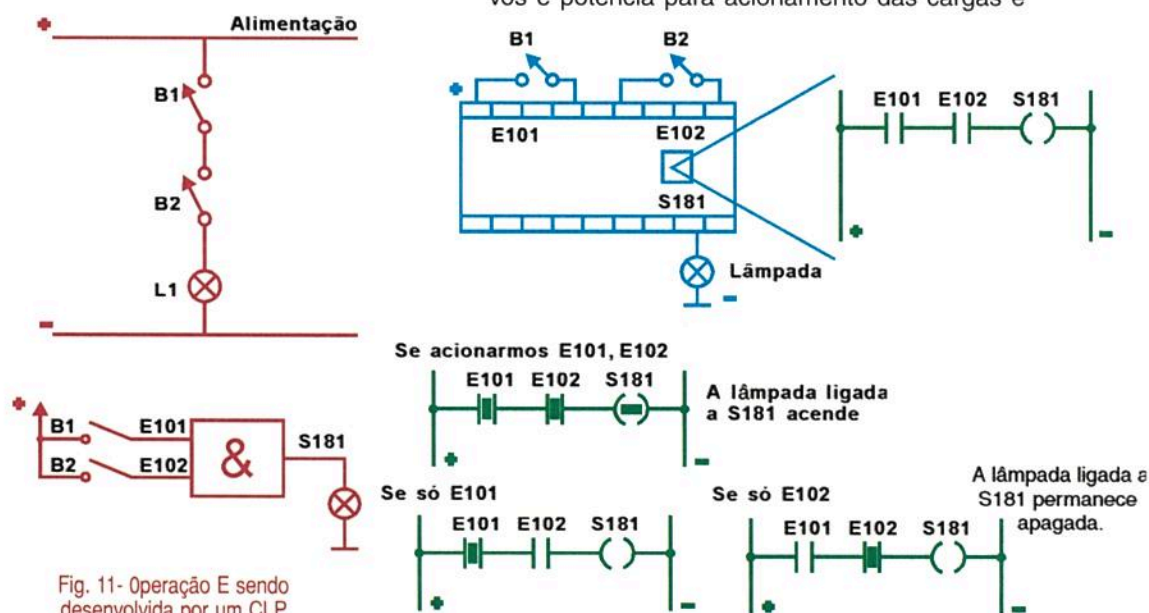 vos e potência para acionamento das cargas e
+
Alimentação
B1
B2
L1
-
B1
B2
+
E101
E102
S181
Lâmpada
-
E101 E102 S181
+
-
+
B1 E101
B2 E102
&
S181
Fig. 11- Operação E sendo
desenvolvida por um CLP
Se acionarmos E101, E102
E101 E102 S181
A lâmpada ligada
a S181 acende
+
-
Se só E101
E101 E102 S181
+
-
Se só E102
E101 E102 S181
+
-
A lâmpada ligada a
S181 permanece
apagada.